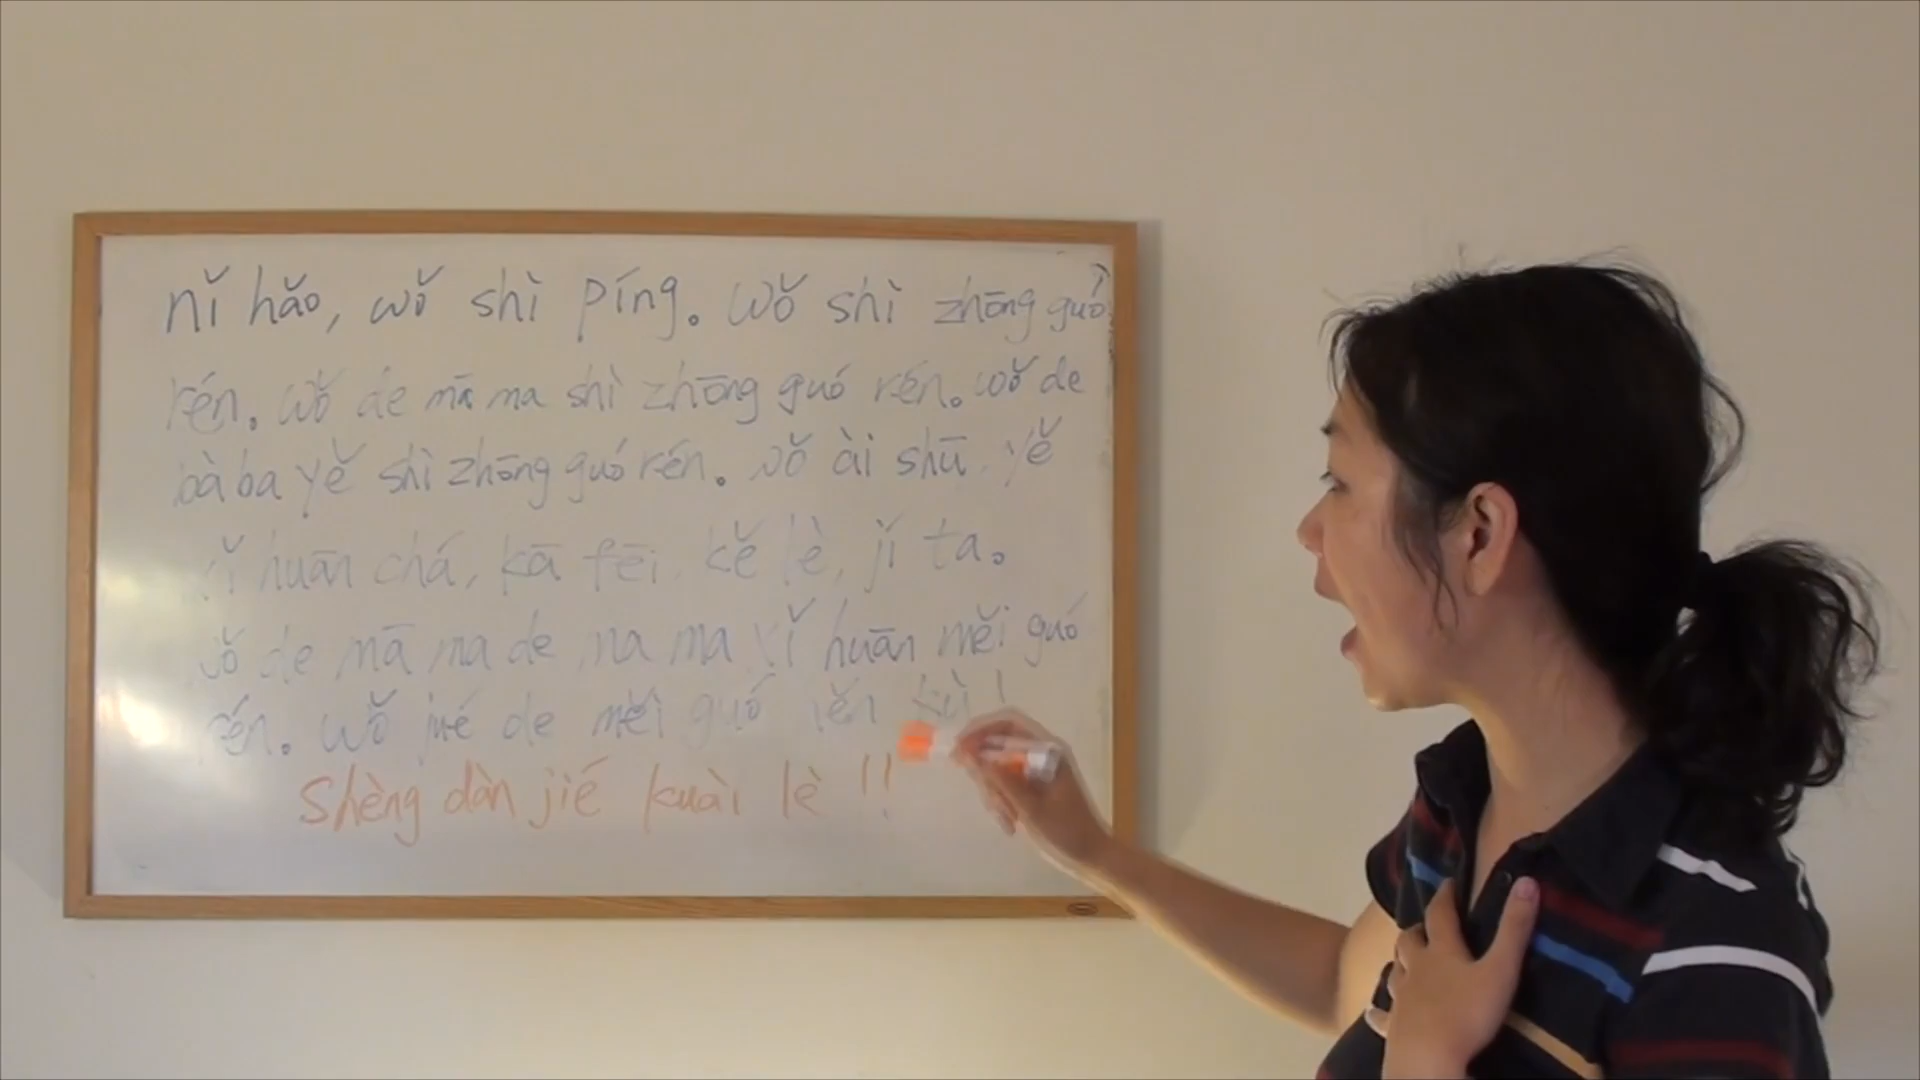 nǐ hǎo, wǒ shì píng. wǒ shì zhōng guó
rén. wǒ de mā ma shì zhōng guó rén. wǒ de
bà ba yě shì zhōng guó rén. wǒ ài shū. yě
xǐ huān chá, kā fēi, kě lè, jǐ ta.
wǒ de mā ma de ma ma xǐ huān měi guó
rén. wǒ jué de měi guó
shèng dàn jié kuài lè !!